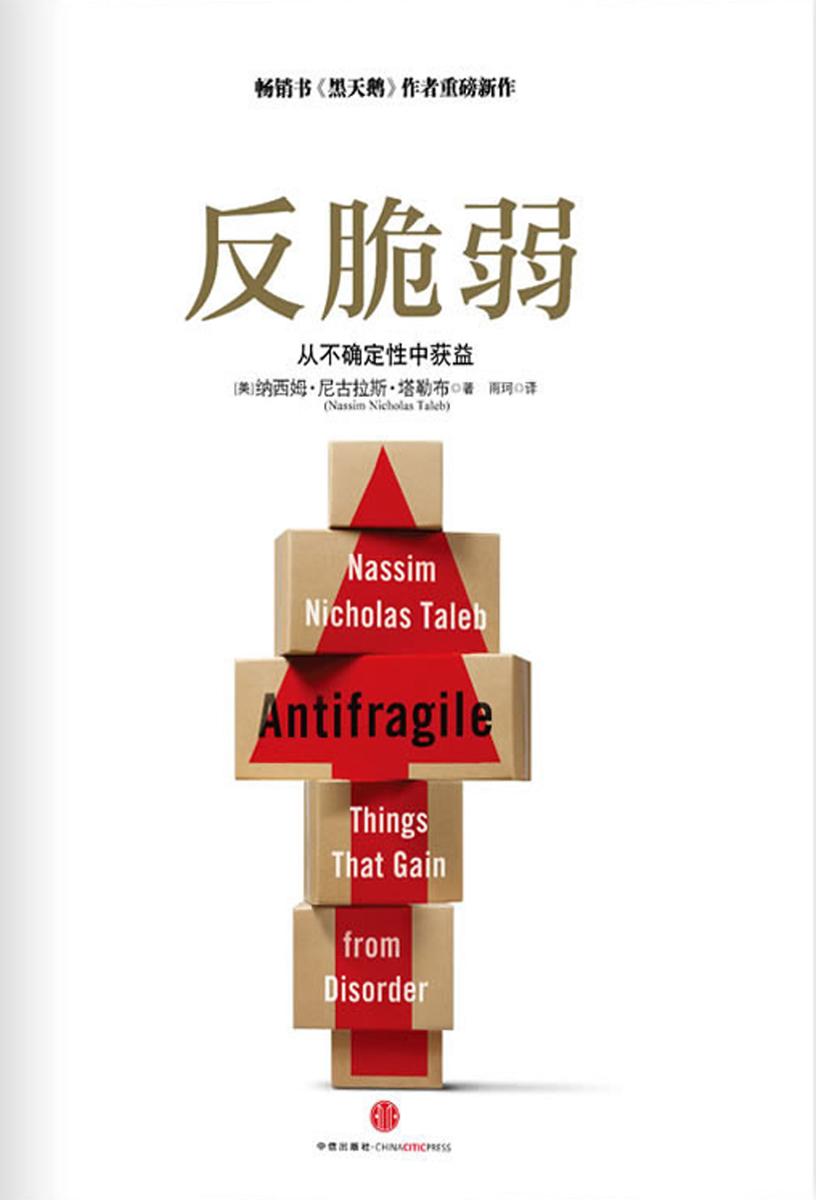 畅销书《黑天鹅》作者重磅新作
反脆弱
从不确定性中获益
[美]纳西姆·尼古拉斯·塔勒布◎著 雨珂◎译
(Nassim Nicholas Taleb)
Nassim
Nicholas Taleb
Antifragile
Things
That Gain
from
Disorder
中信出版社·CHINACITICPRESS